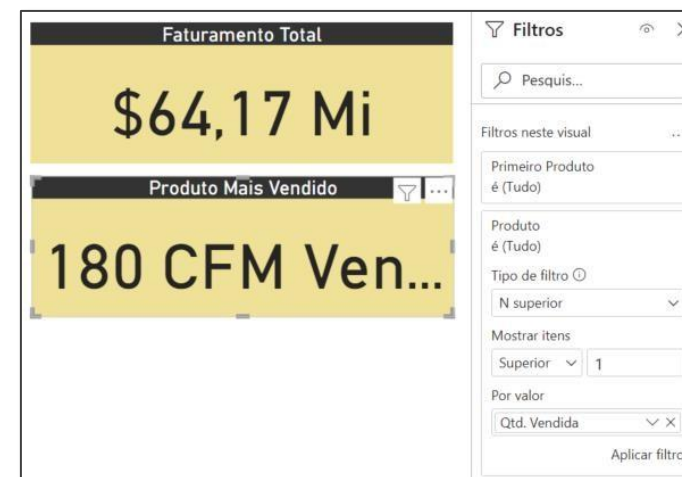 Faturamento Total
$64,17 Mi
Produto Mais Vendido
180 CFM Ven...
Filtros
Pesquis...
Filtros neste visual
Primeiro Produto
é (Tudo)
Produto
é (Tudo)
Tipo de filtro
N superior
Mostrar itens
Superior 1
Por valor
Qtd. Vendida
Aplicar filtro